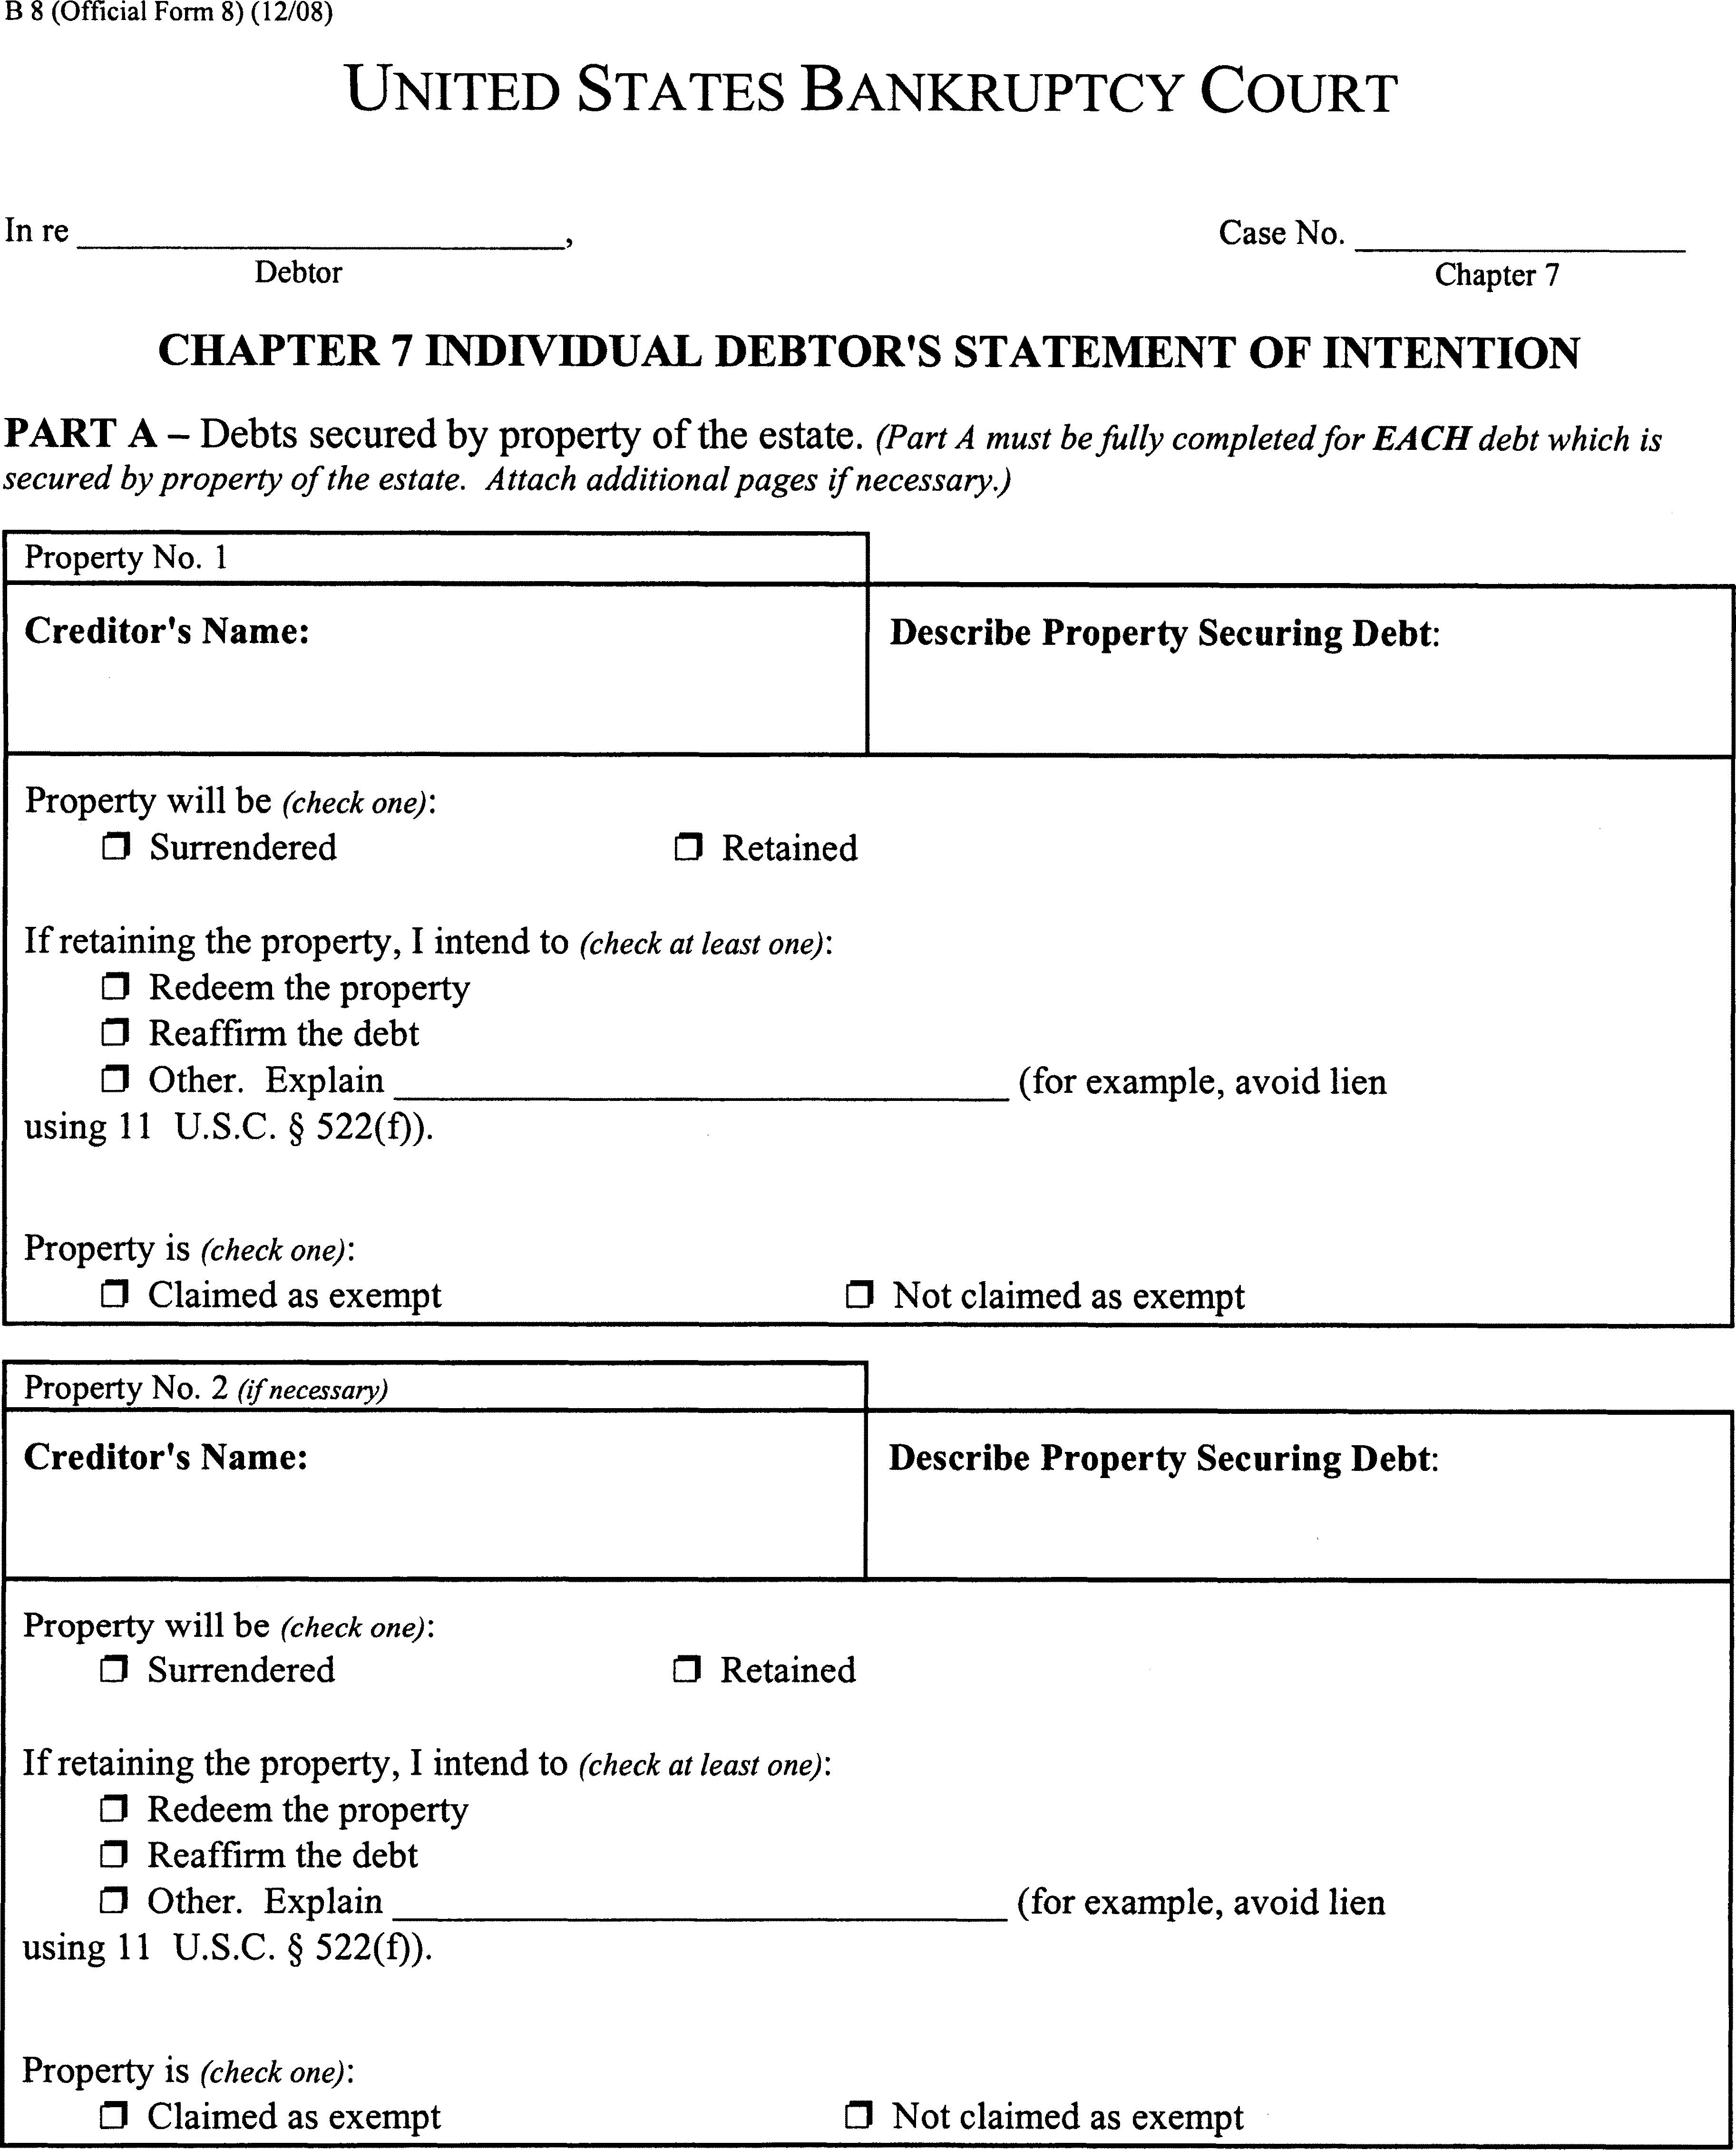 B 8 (Official Form 8) (12/08)
UNITED STATES BANKRUPTCY COURT
In re ____________________________, Case No. ___________________
Debtor Chapter 7
CHAPTER 7 INDIVIDUAL DEBTOR'S STATEMENT OF INTENTION
PART A – Debts secured by property of the estate. (Part A must be fully completed for EACH debt which is
secured by property of the estate. Attach additional pages if necessary.)
Property No. 1
Creditor's Name: Describe Property Securing Debt:
Property will be (check one):
❒ Surrendered ❒ Retained
If retaining the property, I intend to (check at least one):
❒ Redeem the property
❒ Reaffirm the debt
❒ Other. Explain ___________________________________ (for example, avoid lien
using 11 U.S.C. § 522(f)).
Property is (check one):
❒ Claimed as exempt ❒ Not claimed as exempt
Property No. 2 (if necessary)
Creditor's Name: Describe Property Securing Debt:
Property will be (check one):
❒ Surrendered ❒ Retained
If retaining the property, I intend to (check at least one):
❒ Redeem the property
❒ Reaffirm the debt
❒ Other. Explain ___________________________________ (for example, avoid lien
using 11 U.S.C. § 522(f)).
Property is (check one):
❒ Claimed as exempt ❒ Not claimed as exempt